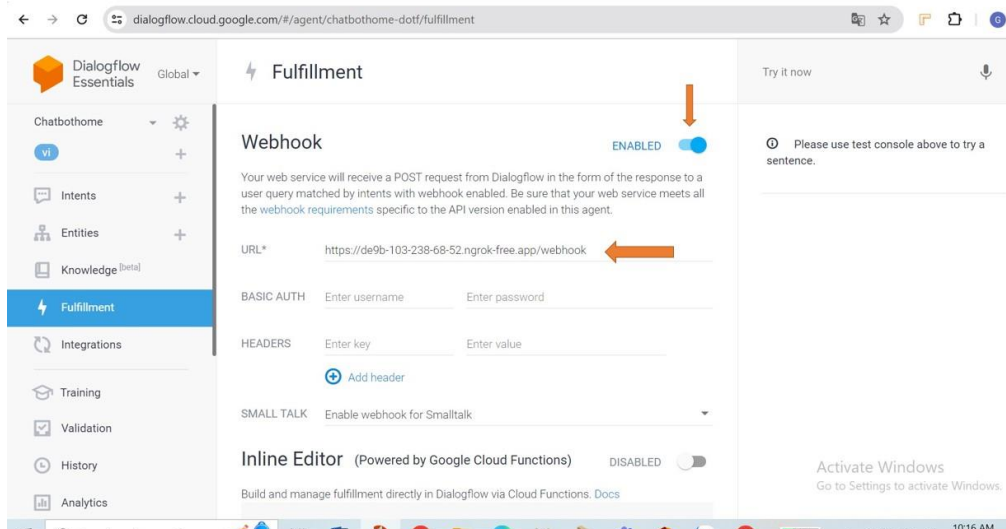 dialogflow.cloud.google.com/#/agent/chatbothome-dotf/fulfillment
G
Dialogflow
Essentials
Global
Fulfillment
Try it now
Chatbothome
vi
Intents
Entities
Knowledge [beta]
Fulfillment
Integrations
Training
Validation
History
Analytics
Webhook
ENABLED
Your web service will receive a POST request from Dialogflow in the form of the response to a
user query matched by intents with webhook enabled. Be sure that your web service meets all
the webhook requirements specific to the API version enabled in this agent.
URL* https://de9b-103-238-68-52.ngrok-free.app/webhook
BASIC AUTH Enter username Enter password
HEADERS Enter key Enter value
Add header
SMALL TALK Enable webhook for Smalltalk
Inline Editor (Powered by Google Cloud Functions) DISABLED
Build and manage fulfillment directly in Dialogflow via Cloud Functions. Docs
Please use test console above to try a
sentence.
Activate Windows
Go to Settings to activate Windows.
10:16 AM